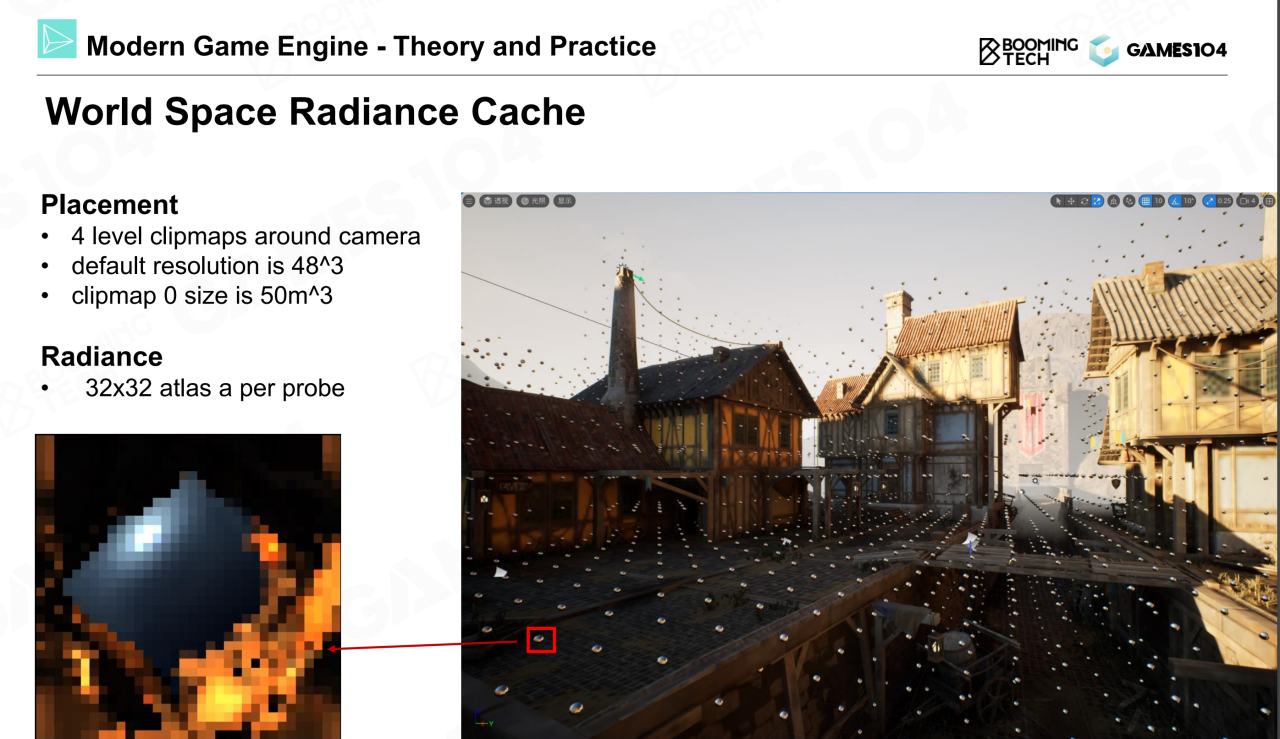 Modern Game Engine - Theory and Practice
BOOMING
TECH
GAMES104
World Space Radiance Cache
Placement
• 4 level clipmaps around camera
• default resolution is 48^3
• clipmap 0 size is 50m^3
Radiance
• 32x32 atlas a per probe
透视 光照 显示
10 10° 0.25 4
Y